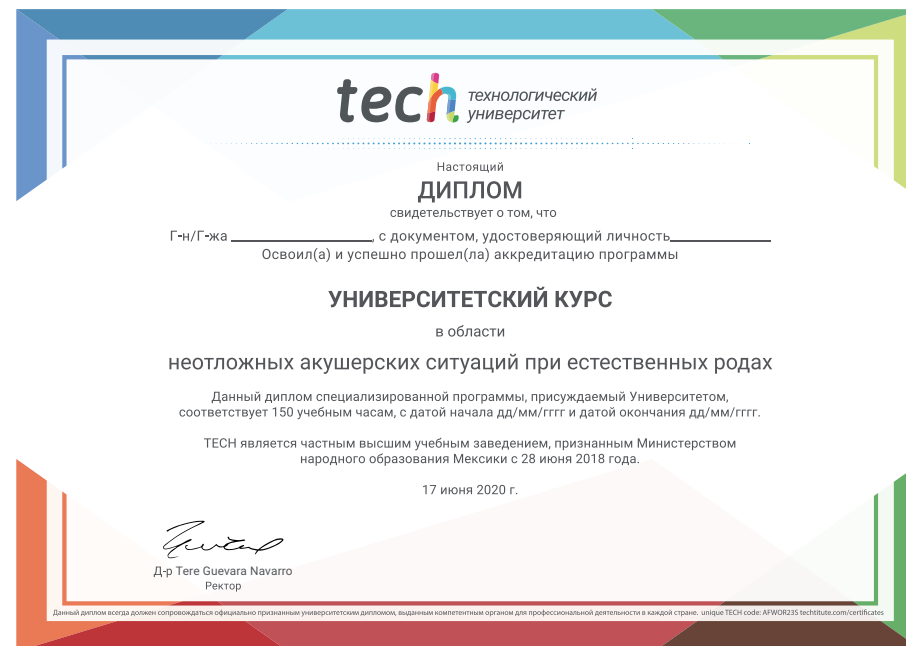 tech технологический
университет
Настоящий
ДИПЛОМ
свидетельствует о том, что
Г-н/Г-жа ____________________, с документом, удостоверяющий личность______________
Освоил(а) и успешно прошел(ла) аккредитацию программы
УНИВЕРСИТЕТСКИЙ КУРС
в области
неотложных акушерских ситуаций при естественных родах
Данный диплом специализированной программы, присуждаемый Университетом,
соответствует 150 учебным часам, с датой начала дд/мм/гггг и датой окончания дд/мм/гггг.
TECH является частным высшим учебным заведением, признанным Министерством
народного образования Мексики с 28 июня 2018 года.
17 июня 2020 г.
Д-р Tere Guevara Navarro
Ректор
Данный диплом всегда должен сопровождаться официально признанным университетским дипломом, выданным компетентным органом для профессиональной деятельности в каждой стране. unique TECH code: AFWOR23S techtitute.com/certificates